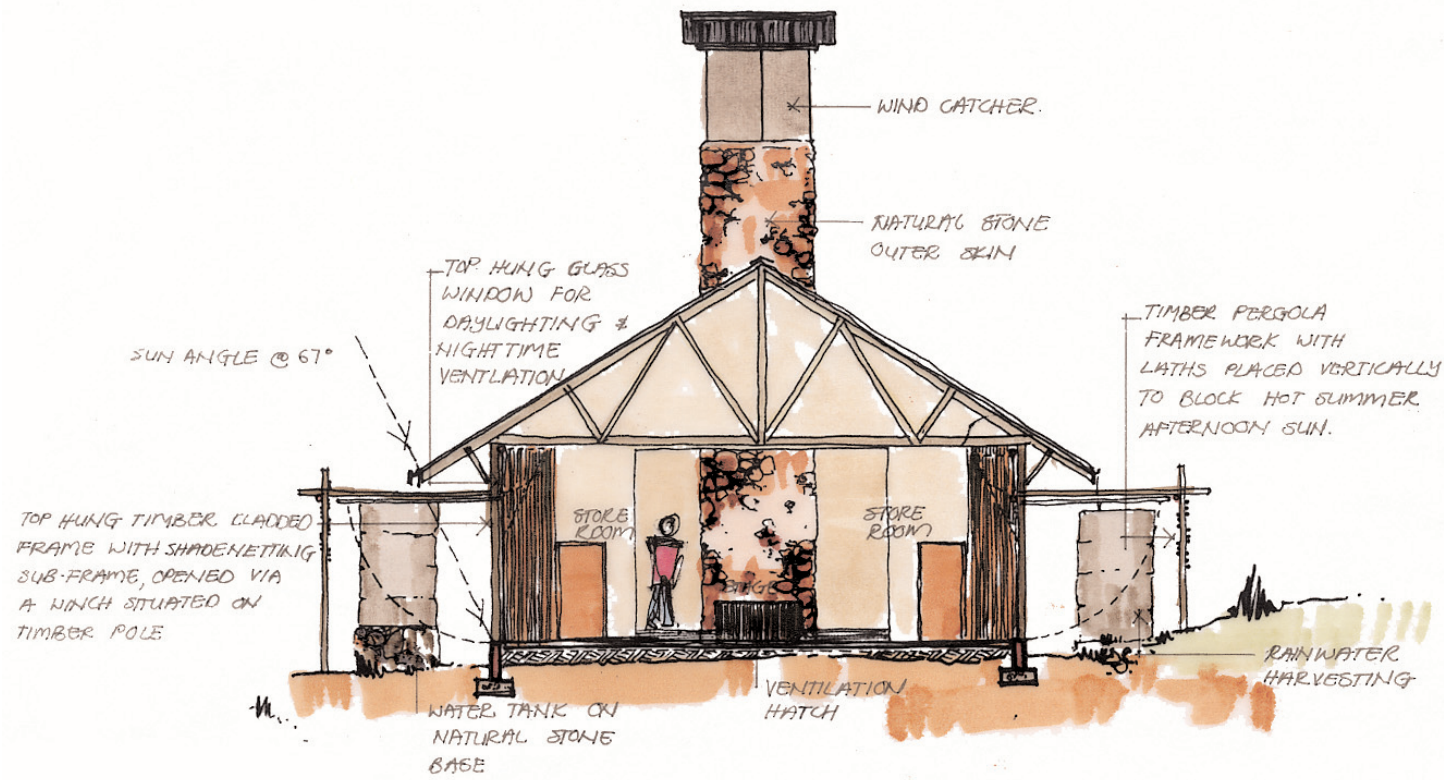 WIND CATCHER.
NATURAL STONE
OUTER SKIN
TOP HUNG GLASS
WINDOW FOR
DAYLIGHTING &
NIGHTTIME
VENTLATION
SUN ANGLE @ 67°
TIMBER PERGOLA
FRAMEWORK WITH
LATHS PLACED VERTICALLY
TO BLOCK HOT SUMMER
AFTERNOON SUN.
TOP HUNG TIMBER CLADDED
FRAME WITH SHADENETTING
SUB-FRAME, OPENED VIA
A WINCH SITUATED ON
TIMBER POLE
STORE
ROOM
STORE
ROOM
STAGE
RAINWATER
HARVESTING
VENTILATION
HATCH
WATER TANK ON
NATURAL STONE
BASE